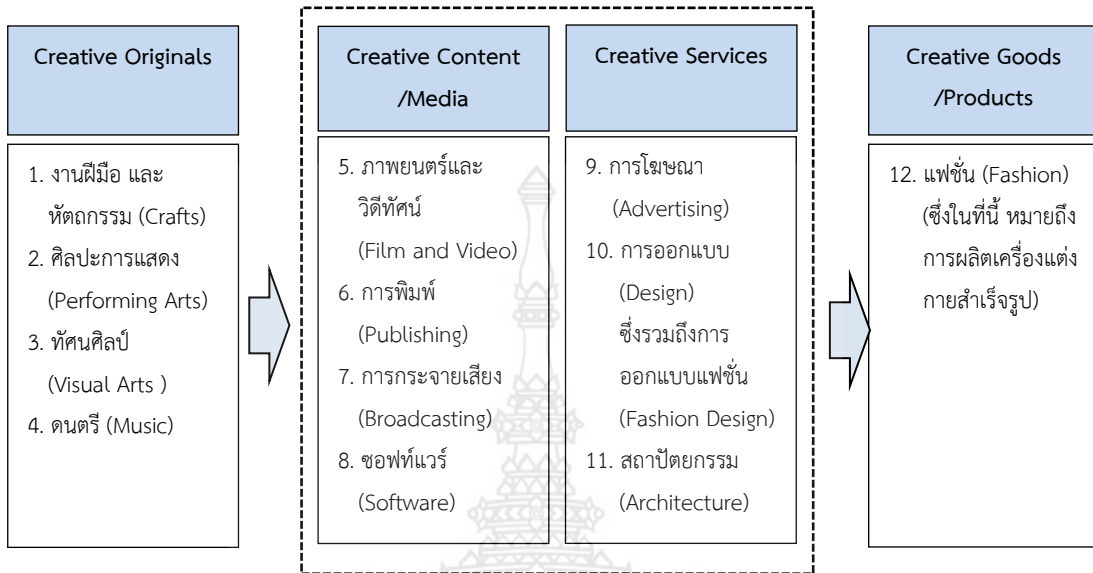 Creative Originals
1. งานฝีมือ และ
หัตถกรรม (Crafts)
2. ศิลปะการแสดง
(Performing Arts)
3. ทัศนศิลป์
(Visual Arts )
4. ดนตรี (Music)
Creative Content
/Media
5. ภาพยนตร์และ
วิดีทัศน์
(Film and Video)
6. การพิมพ์
(Publishing)
7. การกระจายเสียง
(Broadcasting)
8. ซอฟท์แวร์
(Software)
Creative Services
9. การโฆษณา
(Advertising)
10. การออกแบบ
(Design)
ซึ่งรวมถึงการ
ออกแบบแฟชั่น
(Fashion Design)
11. สถาปัตยกรรม
(Architecture)
Creative Goods
/Products
12. แฟชั่น (Fashion)
(ซึ่งในที่นี้ หมายถึง
การผลิตเครื่องแต่ง
กายสำเร็จรูป)